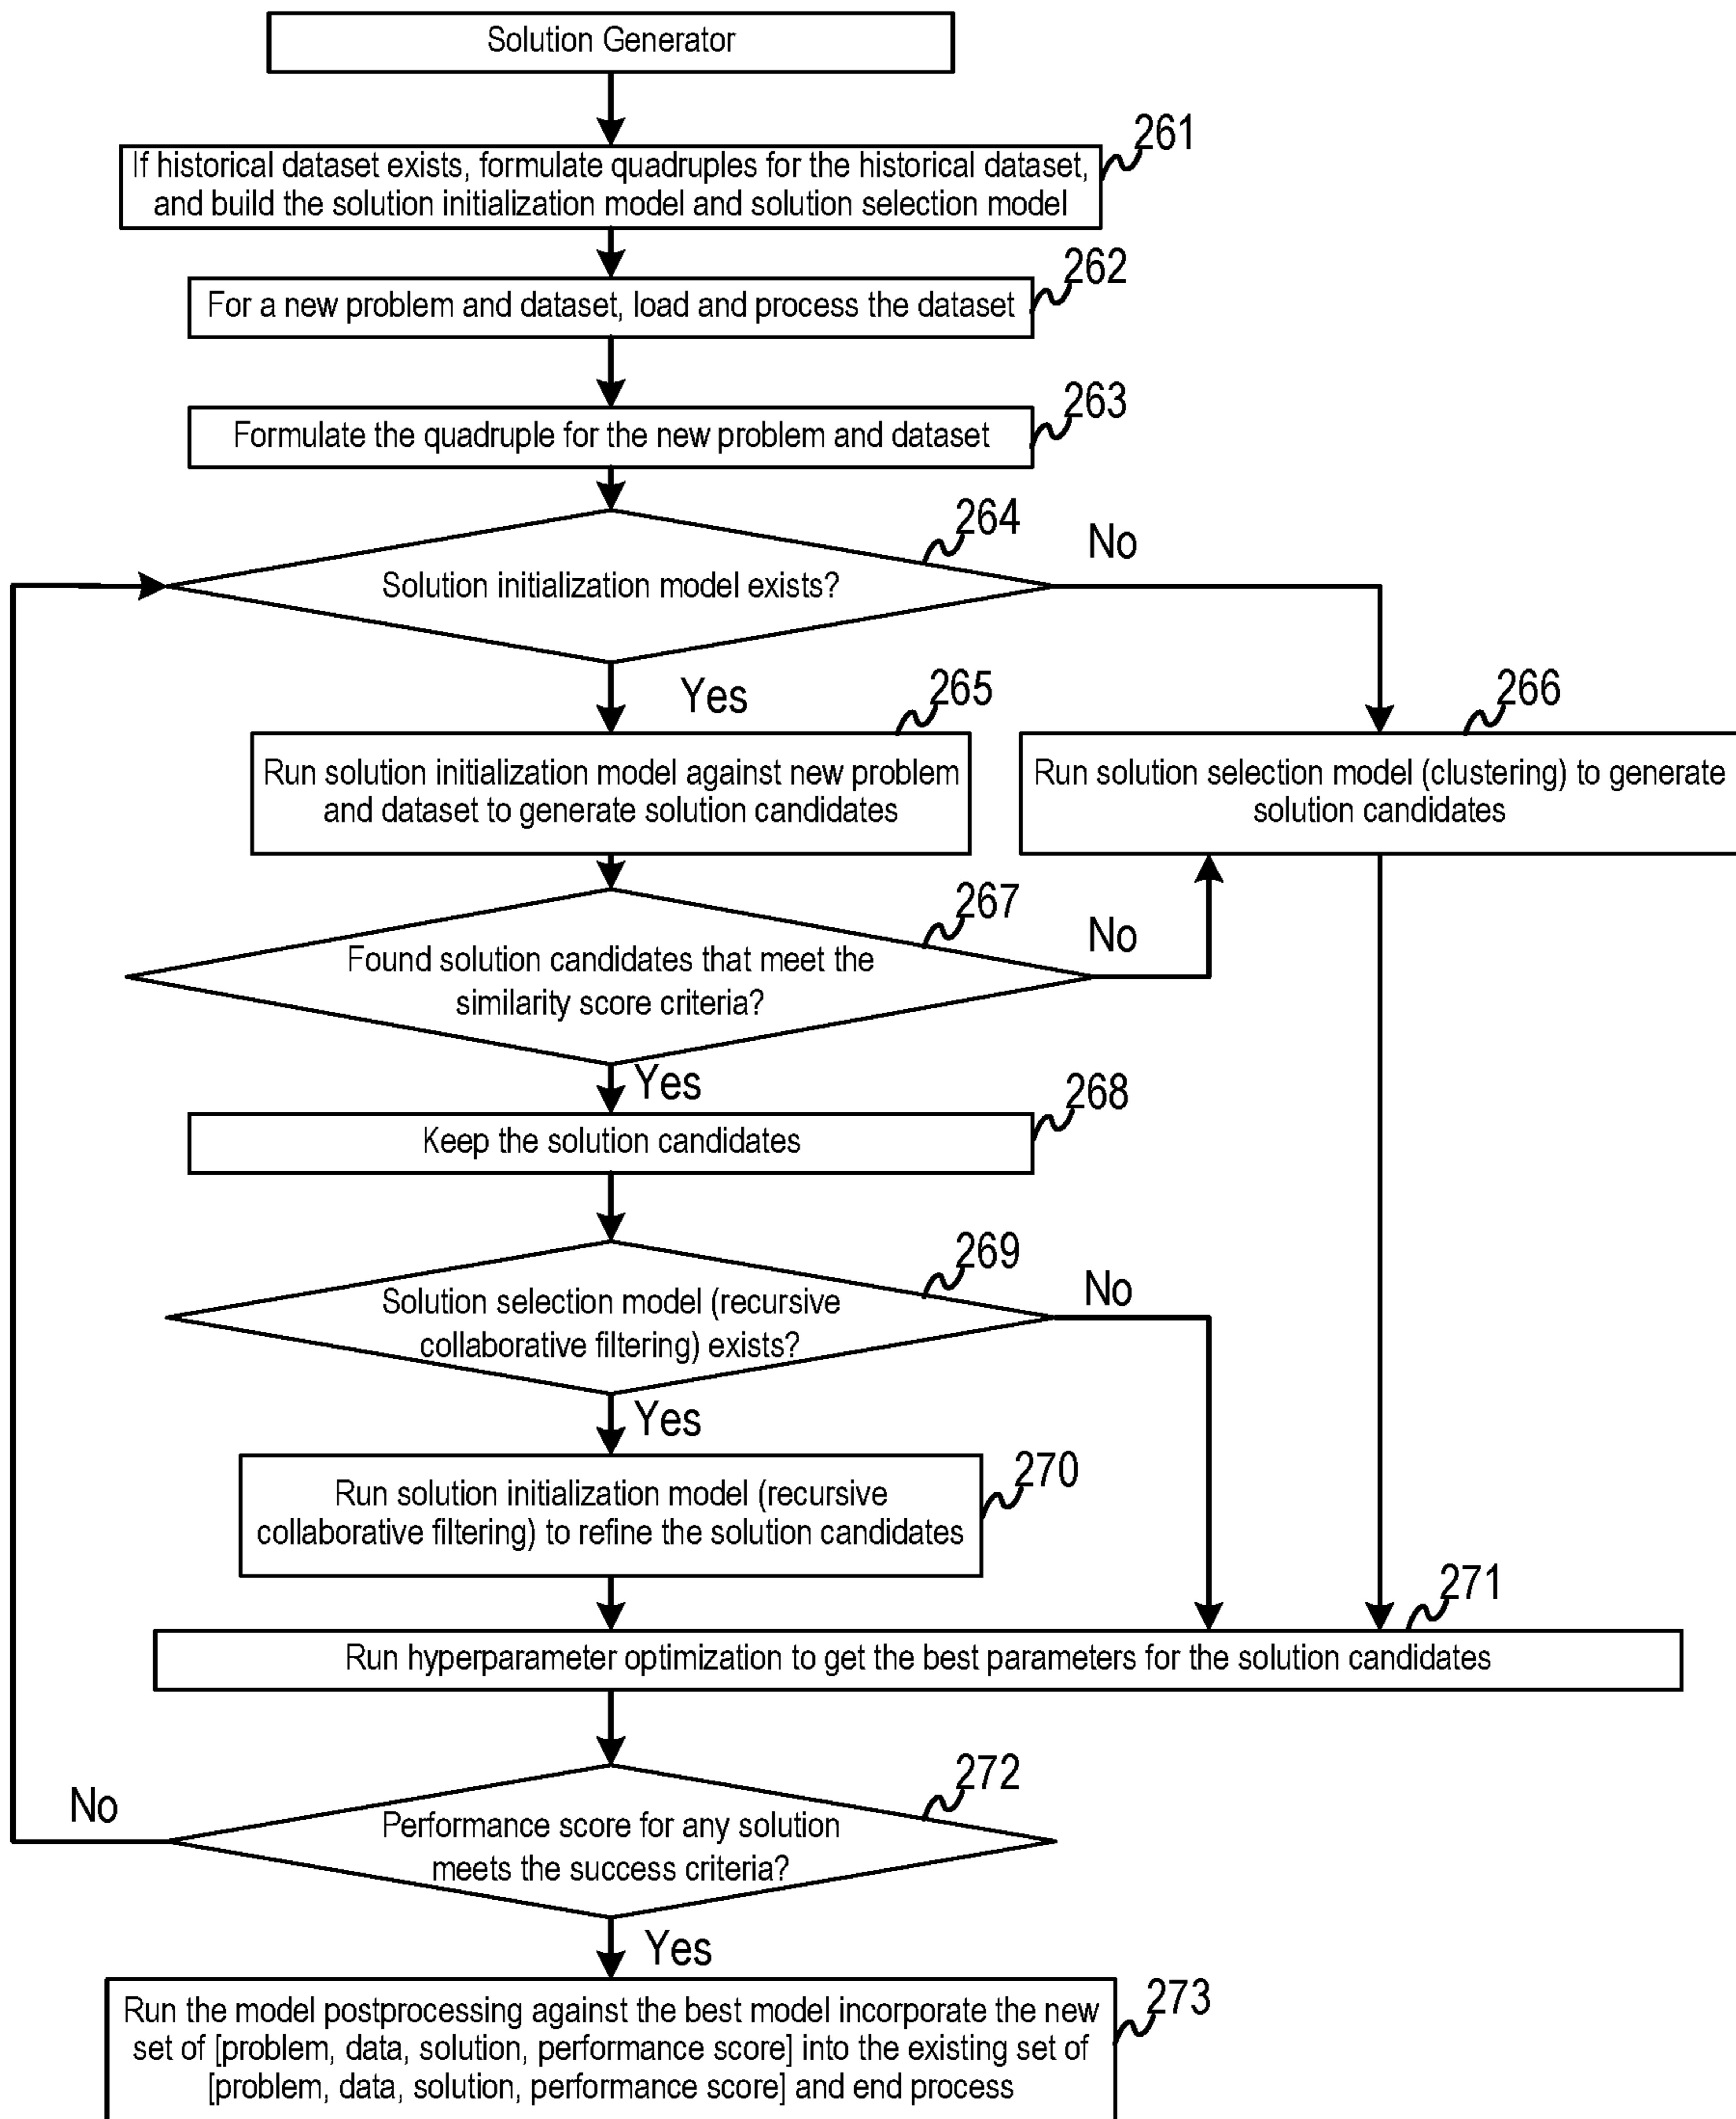 Solution Generator
261
If historical dataset exists, formulate quadruples for the historical dataset,
and build the solution initialization model and solution selection model
262
For a new problem and dataset, load and process the dataset
263
Formulate the quadruple for the new problem and dataset
264
No
Solution initialization model exists?
Yes
265
266
Run solution initialization model against new problem
and dataset to generate solution candidates
Run solution selection model (clustering) to generate
solution candidates
267
No
Found solution candidates that meet the
similarity score criteria?
Yes
268
Keep the solution candidates
269
No
Solution selection model (recursive
collaborative filtering) exists?
Yes
270
Run solution initialization model (recursive
collaborative filtering) to refine the solution candidates
271
Run hyperparameter optimization to get the best parameters for the solution candidates
272
No
Performance score for any solution
meets the success criteria?
Yes
273
Run the model postprocessing against the best model incorporate the new
set of [problem, data, solution, performance score] into the existing set of
[problem, data, solution, performance score] and end process